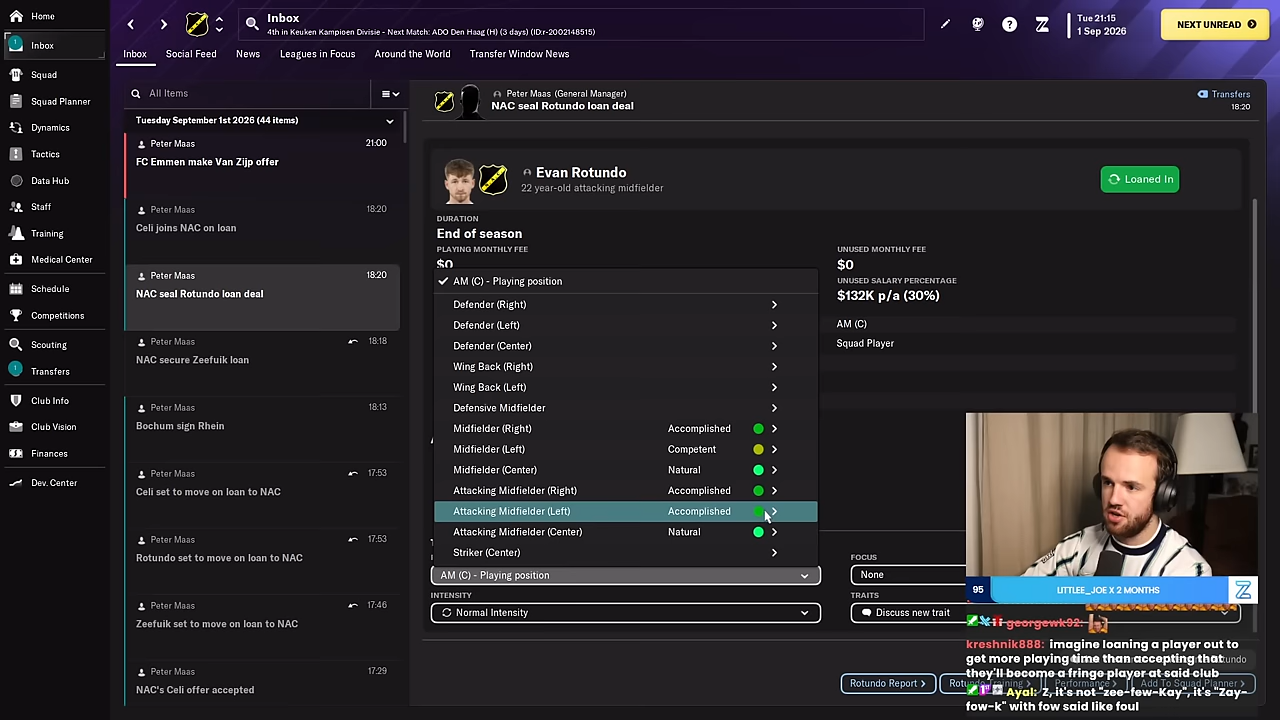 Home
Inbox
Squad
Squad Planner
Dynamics
Tactics
Data Hub
Staff
Training
Medical Center
Schedule
Competitions
Scouting
Transfers
Club Info
Club Vision
Finances
Dev. Center
Inbox
4th in Keuken Kampioen Divisie - Next Match: ADO Den Haag (H) (3 days) (ID:r-2002148515)
Tue 21:15
1 Sep 2026
NEXT UNREAD
Inbox Social Feed News Leagues in Focus Around the World Transfer Window News
All Items
Tuesday September 1st 2026 (44 items)
Peter Maas 21:00
FC Emmen make Van Zijp offer
Peter Maas 18:20
Celi joins NAC on loan
Peter Maas 18:20
NAC seal Rotundo loan deal
Peter Maas 18:18
NAC secure Zeefuik loan
Peter Maas 18:13
Bochum sign Rhein
Peter Maas 17:53
Celi set to move on loan to NAC
Peter Maas 17:53
Rotundo set to move on loan to NAC
Peter Maas 17:46
Zeefuik set to move on loan to NAC
Peter Maas 17:29
NAC's Celi offer accepted
Peter Maas (General Manager)
NAC seal Rotundo loan deal
Transfers
18:20
Evan Rotundo
22 year-old attacking midfielder
Loaned In
DURATION
End of season
PLAYING MONTHLY FEE
$0
UNUSED MONTHLY FEE
$0
UNUSED SALARY PERCENTAGE
$132K p/a (30%)
AM (C)
Squad Player
AM (C) - Playing position
Defender (Right)
Defender (Left)
Defender (Center)
Wing Back (Right)
Wing Back (Left)
Defensive Midfielder
Midfielder (Right) Accomplished
Midfielder (Left) Competent
Midfielder (Center) Natural
Attacking Midfielder (Right) Accomplished
Attacking Midfielder (Left) Accomplished
Attacking Midfielder (Center) Natural
Striker (Center)
AM (C) - Playing position
INTENSITY
Normal Intensity
FOCUS
None
TRAITS
Discuss new trait
Rotundo Report
Performance
Add To Squad Planner
95 LITTLEE_JOE X 2 MONTHS
georgewk92:
kreshnik888: imagine loaning a player out to
get more playing time than accepting that
they'll become a fringe player at said club
Ayal: Z, it's not "zee-few-Kay", it's "Zay-
fow-k" with few said like foul